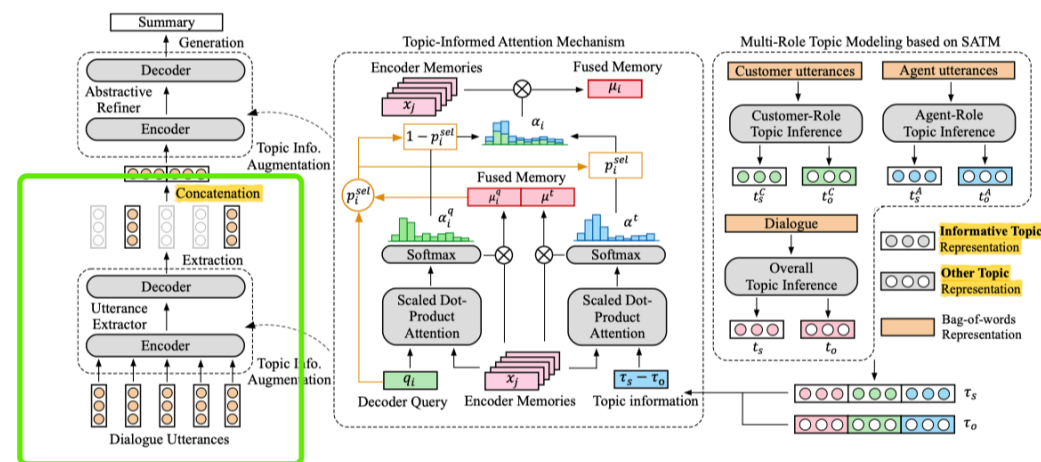 Summary
Generation
Decoder
Abstractive
Refiner
Encoder
Topic Info.
Augmentation
Concatenation
Extraction
Decoder
Utterance
Extractor
Encoder
Topic Info.
Augmentation
Dialogue Utterances
Topic-Informed Attention Mechanism
Encoder Memories
Fused Memory
x_j
μ_i
α_i
1 − p_i^{sel}
p_i^{sel}
p_i^{sel}
Fused Memory
μ_i^q
μ^t
α_i^q
α^t
Softmax
Softmax
Scaled Dot-
Product
Attention
Scaled Dot-
Product
Attention
q_i
x_j
τ_s − τ_o
Decoder Query
Encoder Memories
Topic information
Multi-Role Topic Modeling based on SATM
Customer utterances
Agent utterances
Customer-Role
Topic Inference
Agent-Role
Topic Inference
t_s^C
t_o^C
t_s^A
t_o^A
Dialogue
Overall
Topic Inference
t_s
t_o
Informative Topic
Representation
Other Topic
Representation
Bag-of-words
Representation
τ_s
τ_o